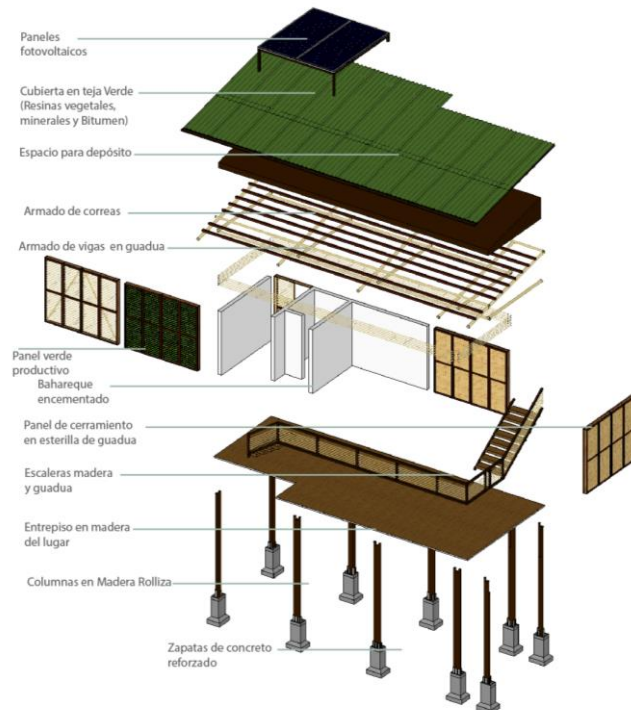 Paneles
fotovoltaicos
Cubierta en teja Verde
(Resinas vegetales,
minerales y Bitumen)
Espacio para depósito
Armado de correas
Armado de vigas en guadua
Panel verde
productivo
Bahareque
encementado
Panel de cerramiento
en esterilla de guadua
Escaleras madera
y guadua
Entrepiso en madera
del lugar
Columnas en Madera Rolliza
Zapatas de concreto
reforzado